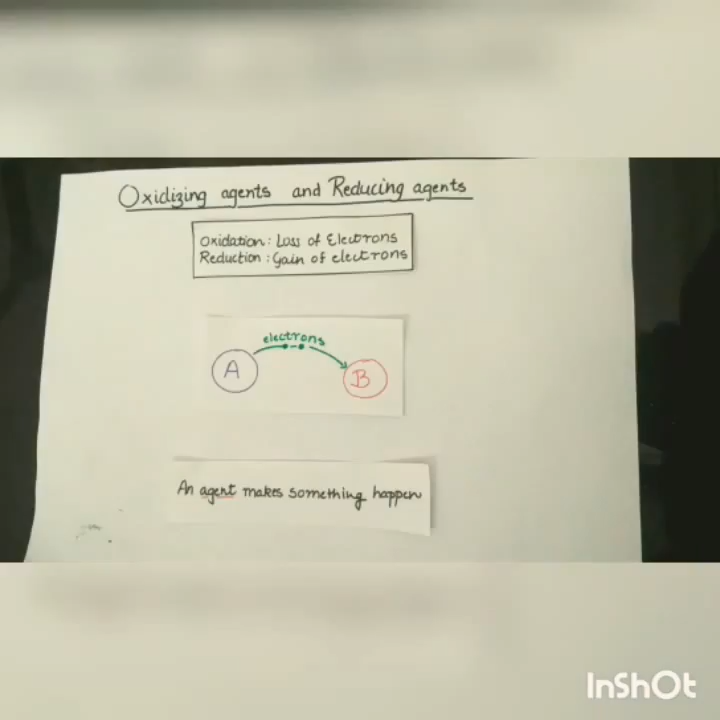 Oxidizing agents and Reducing agents
Oxidation: Loss of Electrons
Reduction: Gain of electrons
electrons
A
B
An agent makes something happen
InShOt